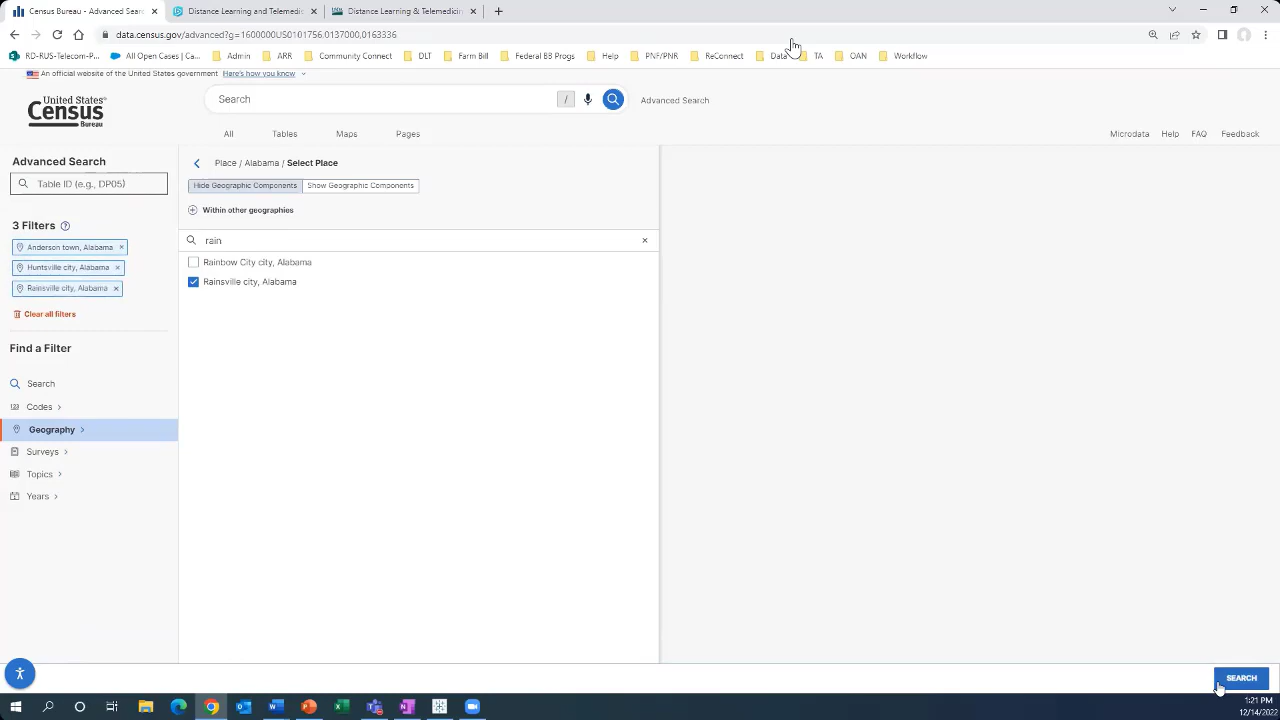 Census Bureau - Advanced Sear
Distance Learning and Telemedic
Distance Learning & Telemedicin
data.census.gov/advanced?g=1600000US0101756,0137000,0163336
RD-RUS-Telecom-P...
All Open Cases | Ca...
Admin
ARR
Community Connect
DLT
Farm Bill
Federal BB Progs
Help
PNF/PNR
ReConnect
Data
TA
OAN
Workflow
An official website of the United States government Here's how you know
United States®
Census
Bureau
Search
/
Advanced Search
All
Tables
Maps
Pages
Microdata
Help
FAQ
Feedback
Advanced Search
Table ID (e.g., DP05)
3 Filters
Anderson town, Alabama ×
Huntsville city, Alabama ×
Rainsville city, Alabama ×
Clear all filters
Find a Filter
Search
Codes
Geography
Surveys
Topics
Years
Place / Alabama / Select Place
Hide Geographic Components
Show Geographic Components
Within other geographies
rain
Rainbow City city, Alabama
Rainsville city, Alabama
SEARCH
1:21 PM
12/14/2022